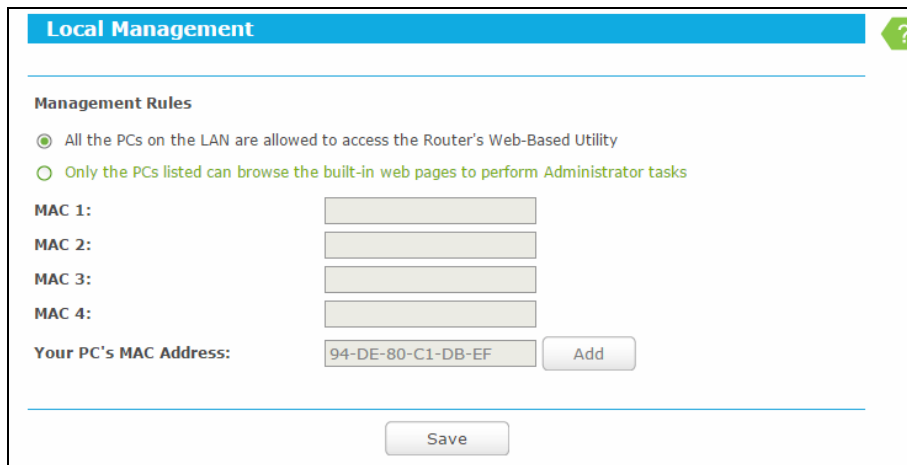 Local Management
?
Management Rules
All the PCs on the LAN are allowed to access the Router's Web-Based Utility
Only the PCs listed can browse the built-in web pages to perform Administrator tasks
MAC 1:
MAC 2:
MAC 3:
MAC 4:
Your PC's MAC Address: 94-DE-80-C1-DB-EF Add
Save